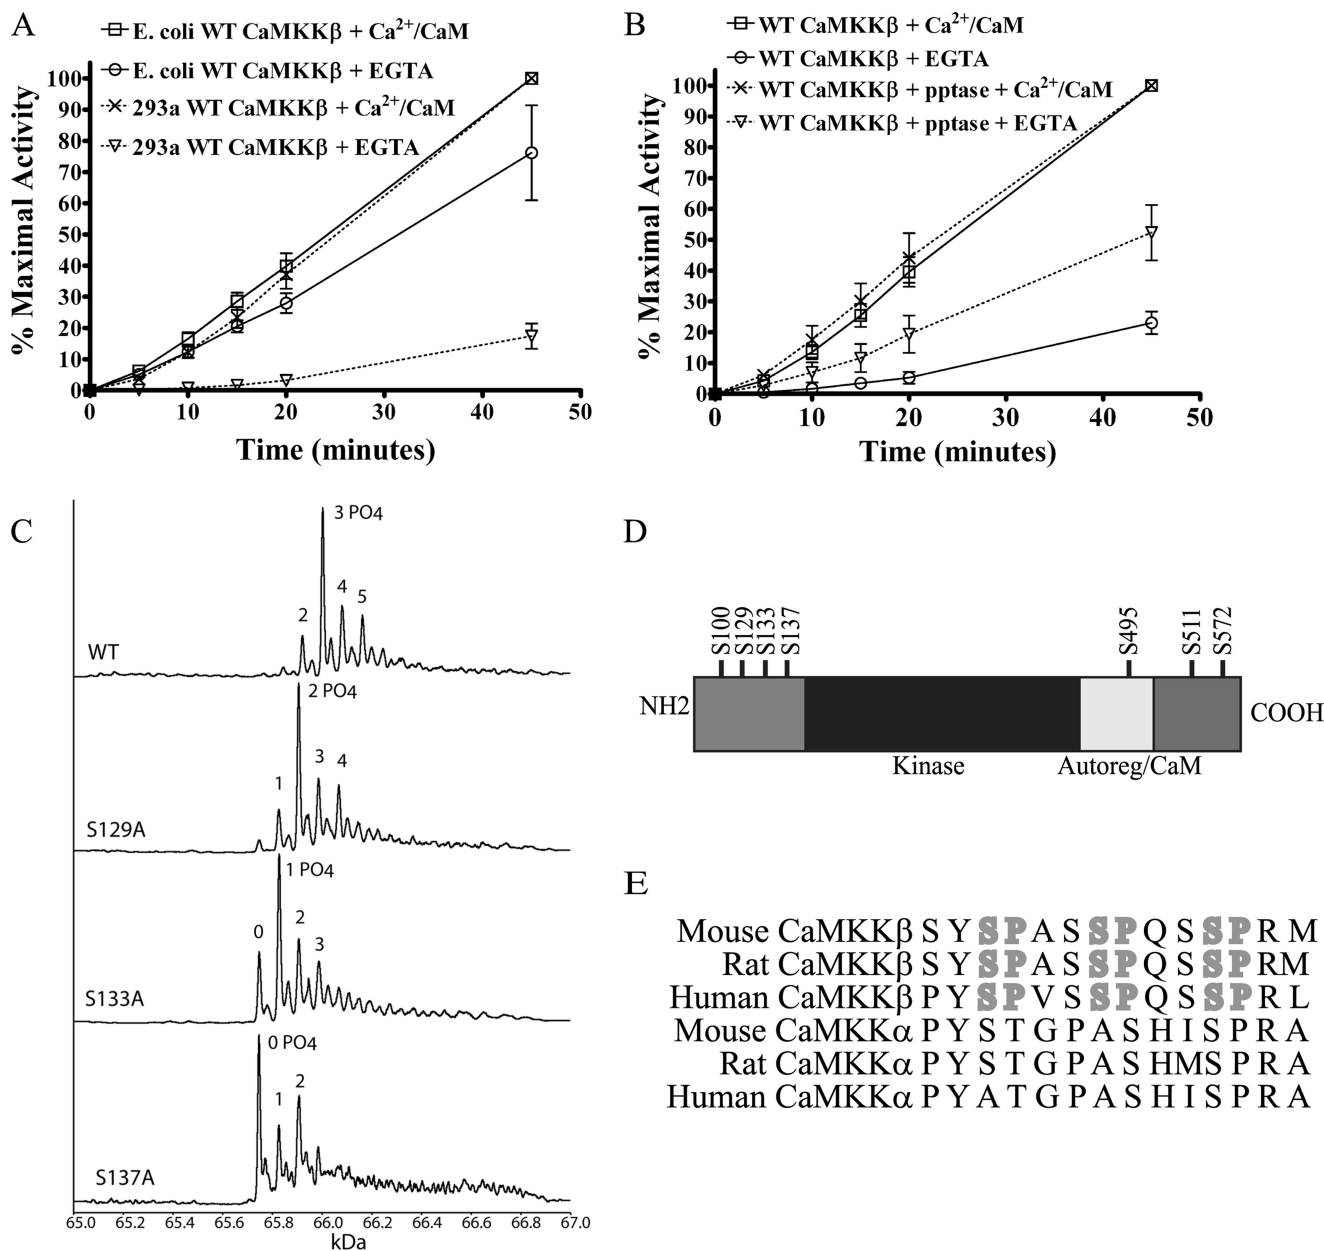 A
E. coli WT CaMKKβ + Ca²⁺/CaM
E. coli WT CaMKKβ + EGTA
293a WT CaMKKβ + Ca²⁺/CaM
293a WT CaMKKβ + EGTA
% Maximal Activity
100
90
80
70
60
50
40
30
20
10
0
0 10 20 30 40 50
Time (minutes)
B
WT CaMKKβ + Ca²⁺/CaM
WT CaMKKβ + EGTA
WT CaMKKβ + pptase + Ca²⁺/CaM
WT CaMKKβ + pptase + EGTA
% Maximal Activity
100
90
80
70
60
50
40
30
20
10
0
0 10 20 30 40 50
Time (minutes)
C
WT
2
3 PO4
4
5
S129A
1
2 PO4
3
4
S133A
0
1 PO4
2
3
S137A
0 PO4
1
2
65.0 65.2 65.4 65.6 65.8 66.0 66.2 66.4 66.6 66.8 67.0
kDa
D
S100 S129 S133 S137 S495 S511 S572
NH2
COOH
Kinase
Autoreg/CaM
E
Mouse CaMKKβ S Y S P A S S P Q S S P R M
Rat CaMKKβ S Y S P A S S P Q S S P R M
Human CaMKKβ P Y S P V S S P Q S S P R L
Mouse CaMKKα P Y S T G P A S H I S P R A
Rat CaMKKα P Y S T G P A S H M S P R A
Human CaMKKα P Y A T G P A S H I S P R A